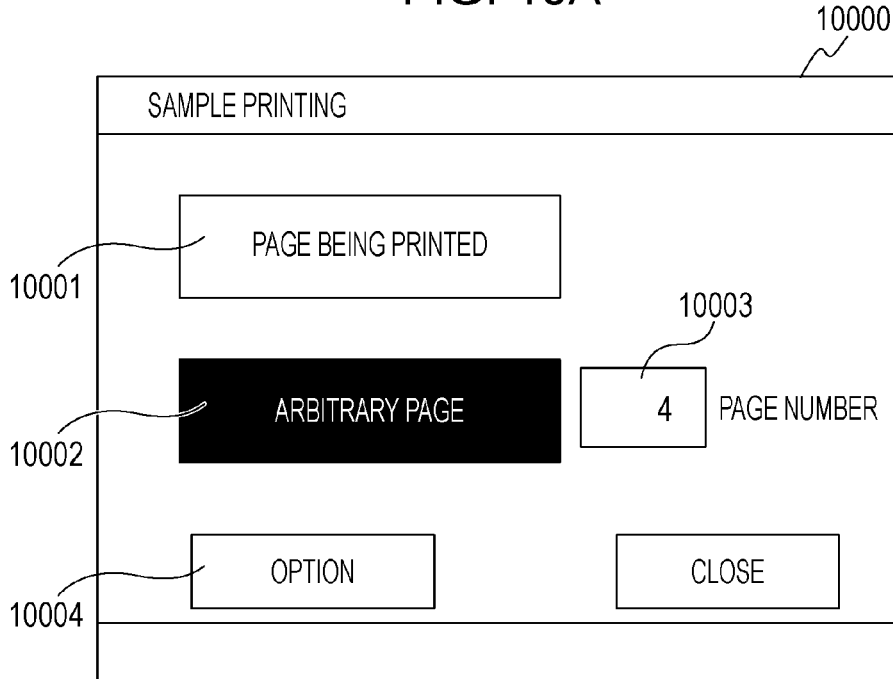 10000
SAMPLE PRINTING
PAGE BEING PRINTED
10001
10003
ARBITRARY PAGE
4 PAGE NUMBER
10002
OPTION
CLOSE
10004